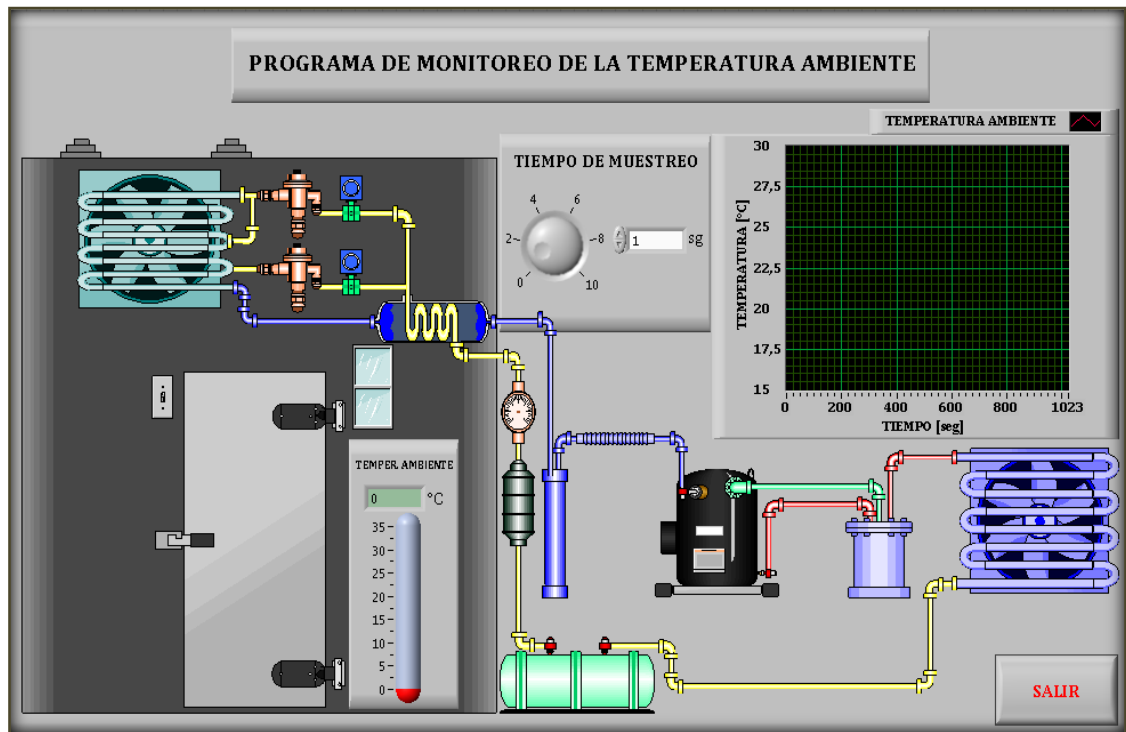 PROGRAMA DE MONITOREO DE LA TEMPERATURA AMBIENTE
TEMPERATURA AMBIENTE
TIEMPO DE MUESTREO
0
2
4
6
8
10
1
sg
TEMPERATURA [°C]
30
27,5
25
22,5
20
17,5
15
0 200 400 600 800 1023
TIEMPO [seg]
TEMPER. AMBIENTE
0 °C
35
30
25
20
15
10
5
0
SALIR